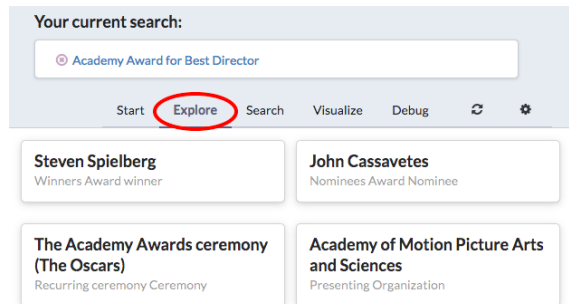 Your current search:
Academy Award for Best Director
Start Explore Search Visualize Debug
Steven Spielberg
Winners Award winner
John Cassavetes
Nominees Award Nominee
The Academy Awards ceremony
(The Oscars)
Recurring ceremony Ceremony
Academy of Motion Picture Arts
and Sciences
Presenting Organization